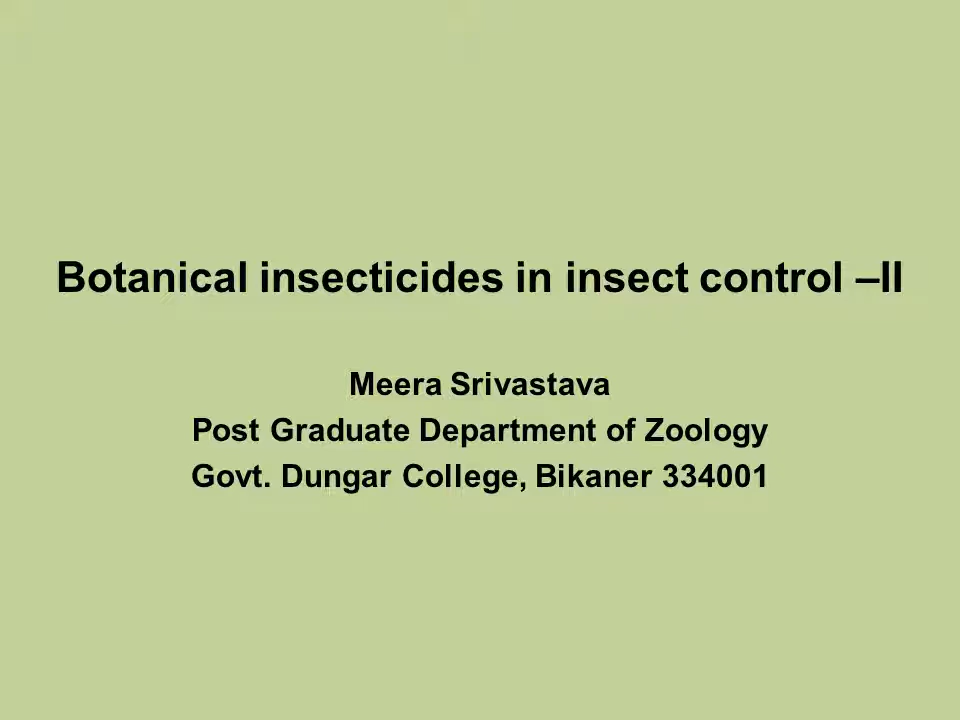 Botanical insecticides in insect control –II
Meera Srivastava
Post Graduate Department of Zoology
Govt. Dungar College, Bikaner 334001